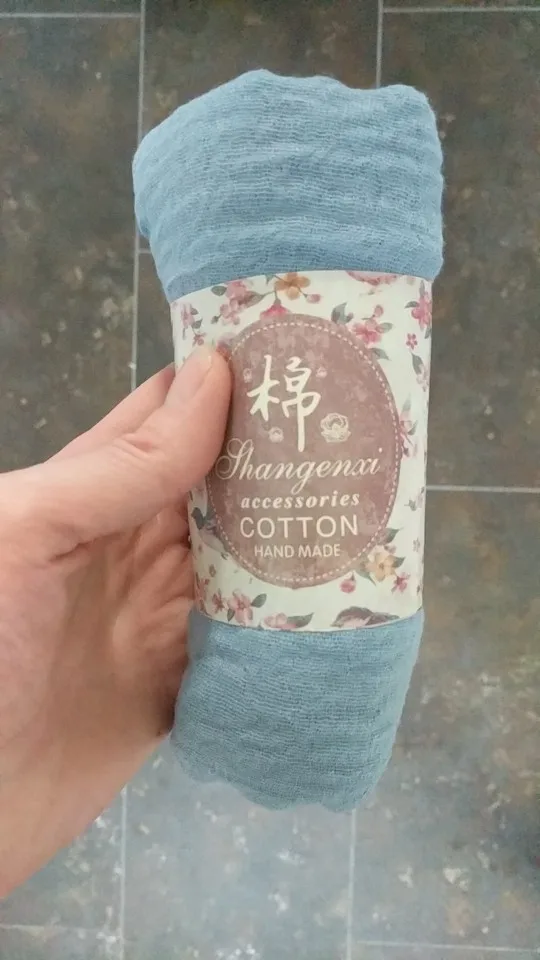 棉
Shangenxi
accessories
COTTON
HAND MADE